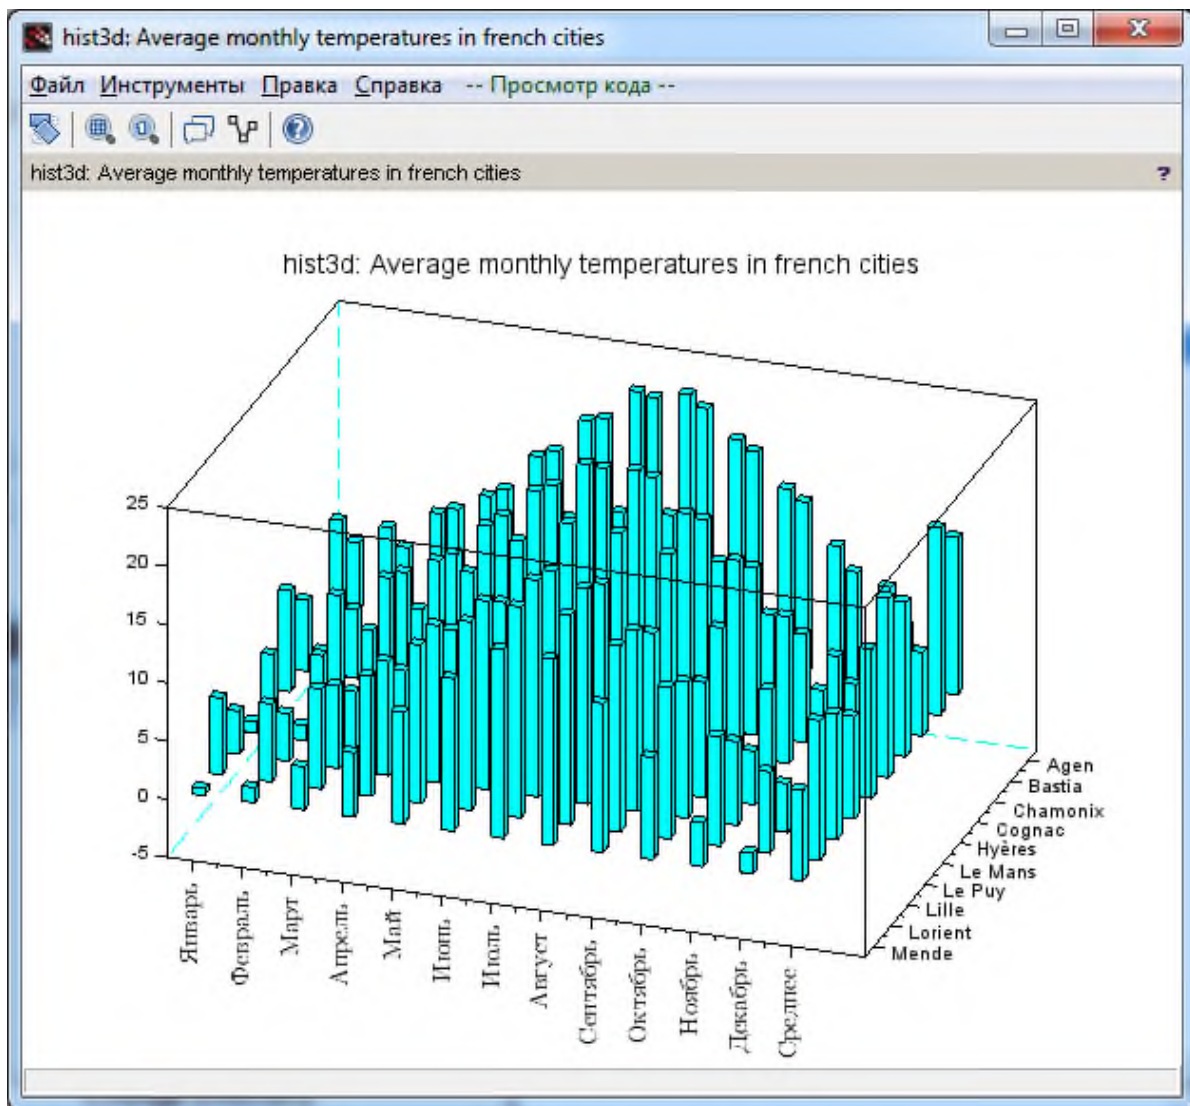 hist3d: Average monthly temperatures in french cities
Файл Инструменты Правка Справка -- Просмотр кода --
hist3d: Average monthly temperatures in french cities ?
hist3d: Average monthly temperatures in french cities
25
20
15
10
5
0
-5
Январь
Февраль
Март
Апрель
Май
Июнь
Июль
Август
Сентябрь
Октябрь
Ноябрь
Декабрь
Среднее
Agen
Bastia
Chamonix
Cognac
Hyères
Le Mans
Le Puy
Lille
Lorient
Mende